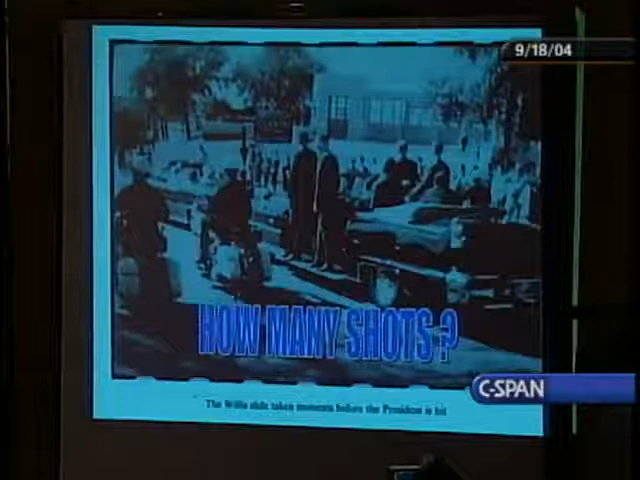 9/18/04
HOW MANY SHOTS ?
C-SPAN
The Willis slide taken moments before the President is hit